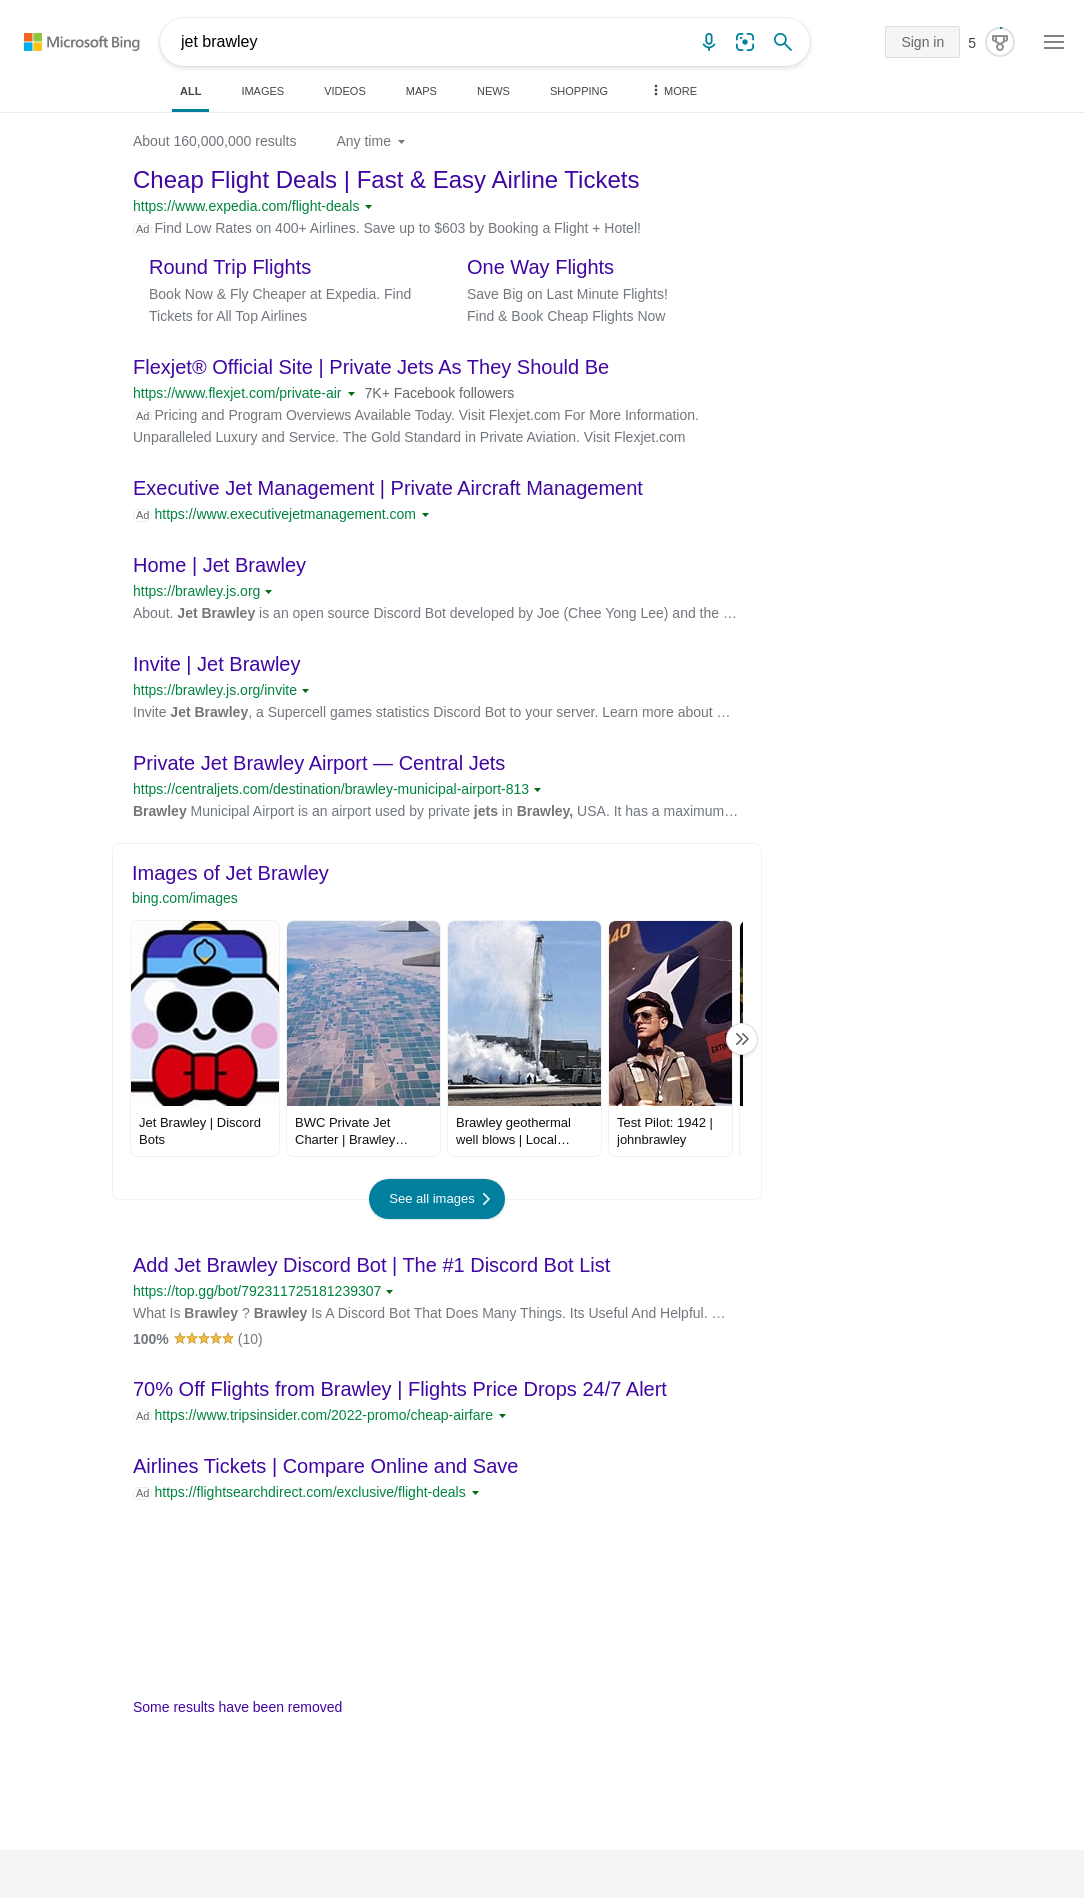 Microsoft Bing
jet brawley
Sign in
5
ALL
IMAGES
VIDEOS
MAPS
NEWS
SHOPPING
MORE
About 160,000,000 results
Any time
Cheap Flight Deals | Fast & Easy Airline Tickets
https://www.expedia.com/flight-deals
Ad Find Low Rates on 400+ Airlines. Save up to $603 by Booking a Flight + Hotel!
Round Trip Flights
Book Now & Fly Cheaper at Expedia. Find
Tickets for All Top Airlines
One Way Flights
Save Big on Last Minute Flights!
Find & Book Cheap Flights Now
Flexjet® Official Site | Private Jets As They Should Be
https://www.flexjet.com/private-air 7K+ Facebook followers
Ad Pricing and Program Overviews Available Today. Visit Flexjet.com For More Information.
Unparalleled Luxury and Service. The Gold Standard in Private Aviation. Visit Flexjet.com
Executive Jet Management | Private Aircraft Management
Ad https://www.executivejetmanagement.com
Home | Jet Brawley
https://brawley.js.org
About. Jet Brawley is an open source Discord Bot developed by Joe (Chee Yong Lee) and the …
Invite | Jet Brawley
https://brawley.js.org/invite
Invite Jet Brawley, a Supercell games statistics Discord Bot to your server. Learn more about …
Private Jet Brawley Airport — Central Jets
https://centraljets.com/destination/brawley-municipal-airport-813
Brawley Municipal Airport is an airport used by private jets in Brawley, USA. It has a maximum…
Images of Jet Brawley
bing.com/images
40
Jet Brawley | Discord
Bots
BWC Private Jet
Charter | Brawley…
Brawley geothermal
well blows | Local…
Test Pilot: 1942 |
johnbrawley
See all images
Add Jet Brawley Discord Bot | The #1 Discord Bot List
https://top.gg/bot/792311725181239307
What Is Brawley ? Brawley Is A Discord Bot That Does Many Things. Its Useful And Helpful. …
100% (10)
70% Off Flights from Brawley | Flights Price Drops 24/7 Alert
Ad https://www.tripsinsider.com/2022-promo/cheap-airfare
Airlines Tickets | Compare Online and Save
Ad https://flightsearchdirect.com/exclusive/flight-deals
Some results have been removed